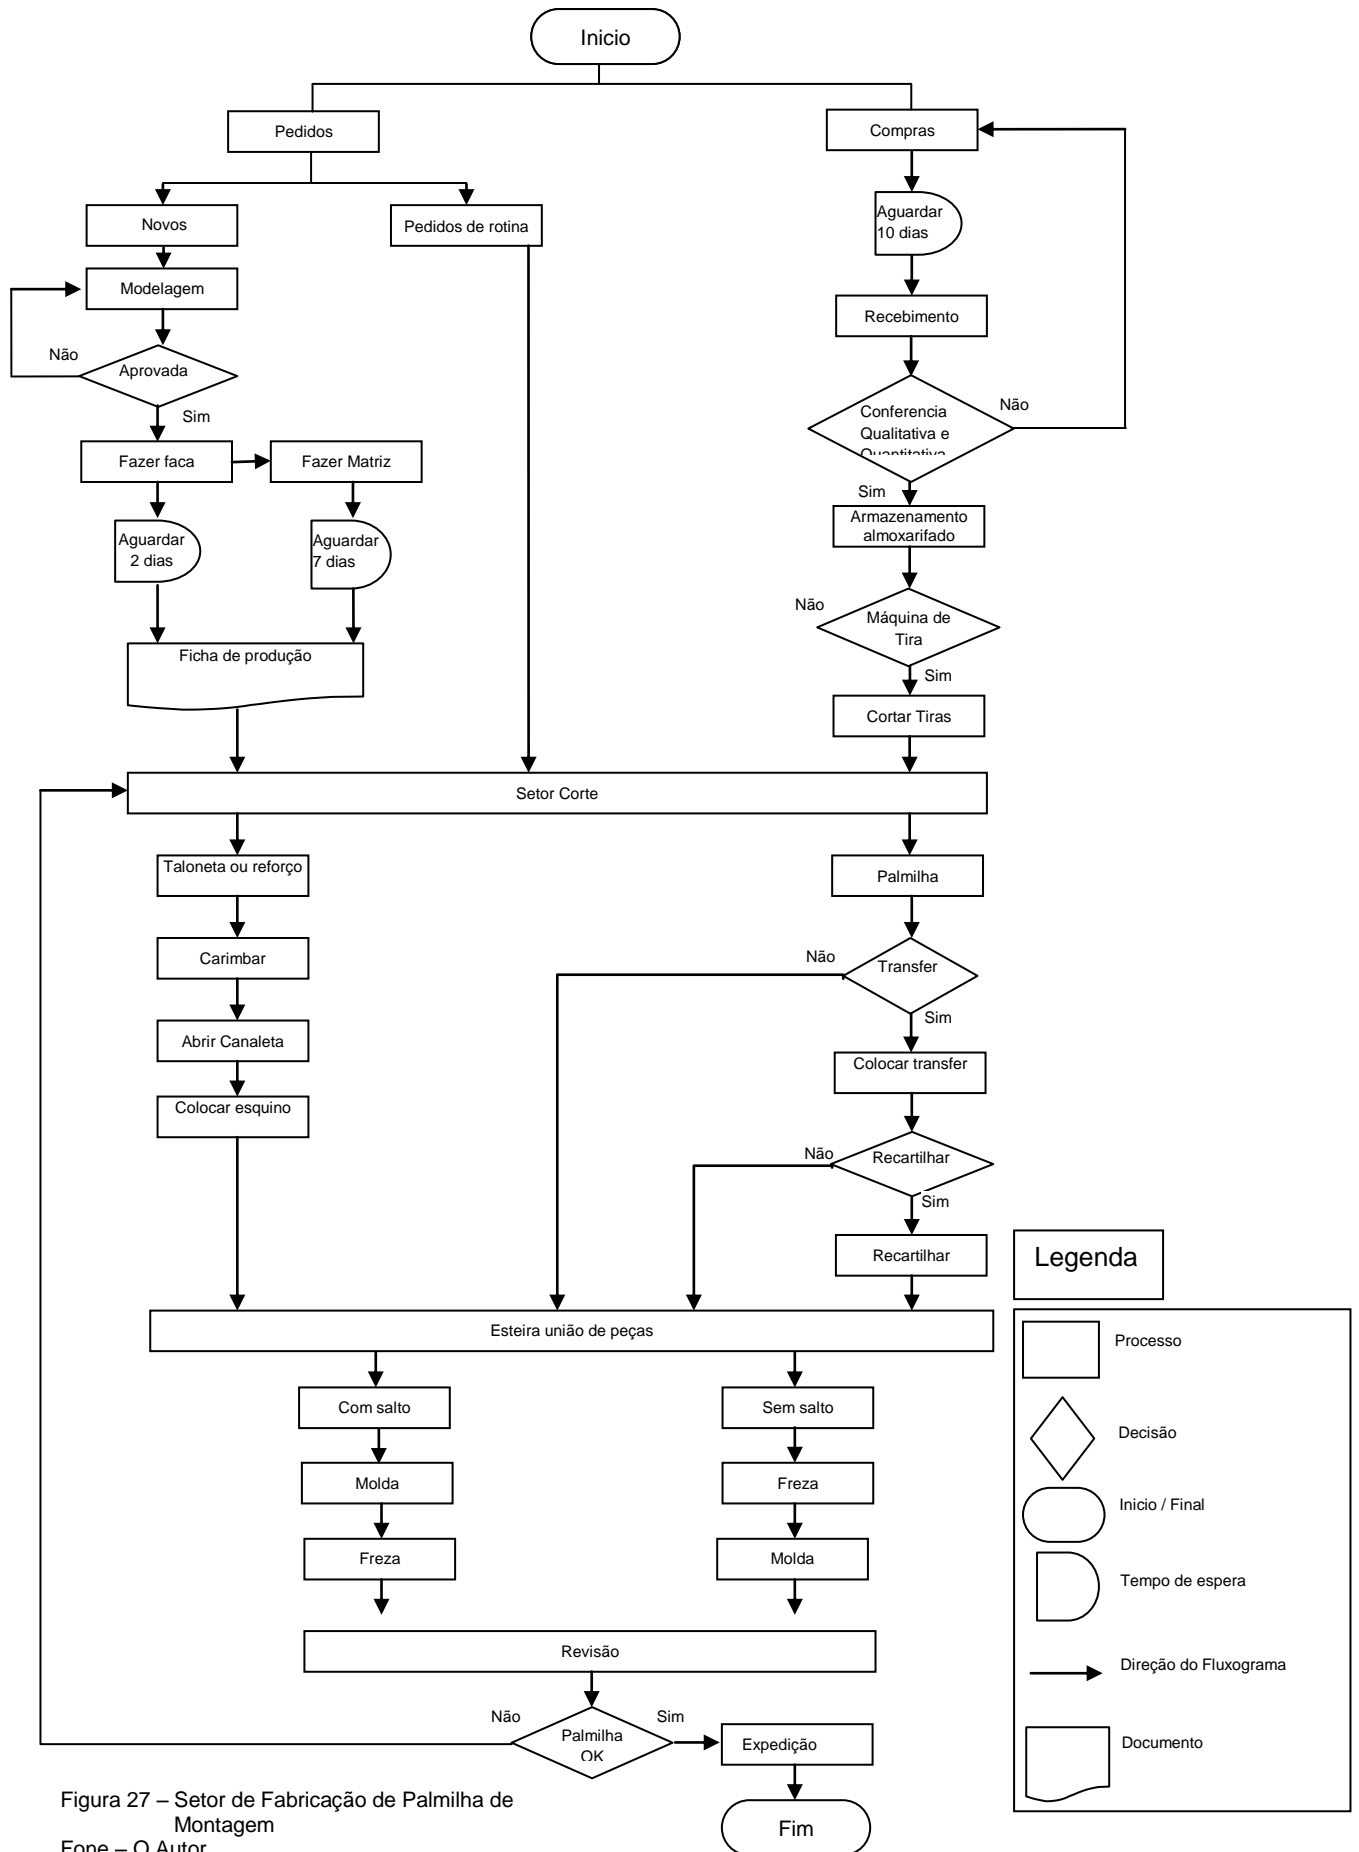 Inicio
Pedidos
Compras
Novos
Pedidos de rotina
Aguardar
10 dias
Modelagem
Recebimento
Não
Aprovada
Sim
Conferencia
Qualitativa e
Quantitativa
Não
Sim
Fazer faca
Fazer Matriz
Armazenamento
almoxarifado
Aguardar
2 dias
Aguardar
7 dias
Não
Máquina de
Tira
Sim
Ficha de produção
Cortar Tiras
Setor Corte
Taloneta ou reforço
Palmilha
Carimbar
Não
Transfer
Sim
Abrir Canaleta
Colocar transfer
Colocar esquino
Não
Recartilhar
Sim
Recartilhar
Esteira união de peças
Com salto
Sem salto
Molda
Freza
Freza
Molda
Revisão
Não
Palmilha
OK
Sim
Expedição
Fim
Legenda
Processo
Decisão
Inicio / Final
Tempo de espera
Direção do Fluxograma
Documento
Figura 27 – Setor de Fabricação de Palmilha de
Montagem
Fone – O Autor